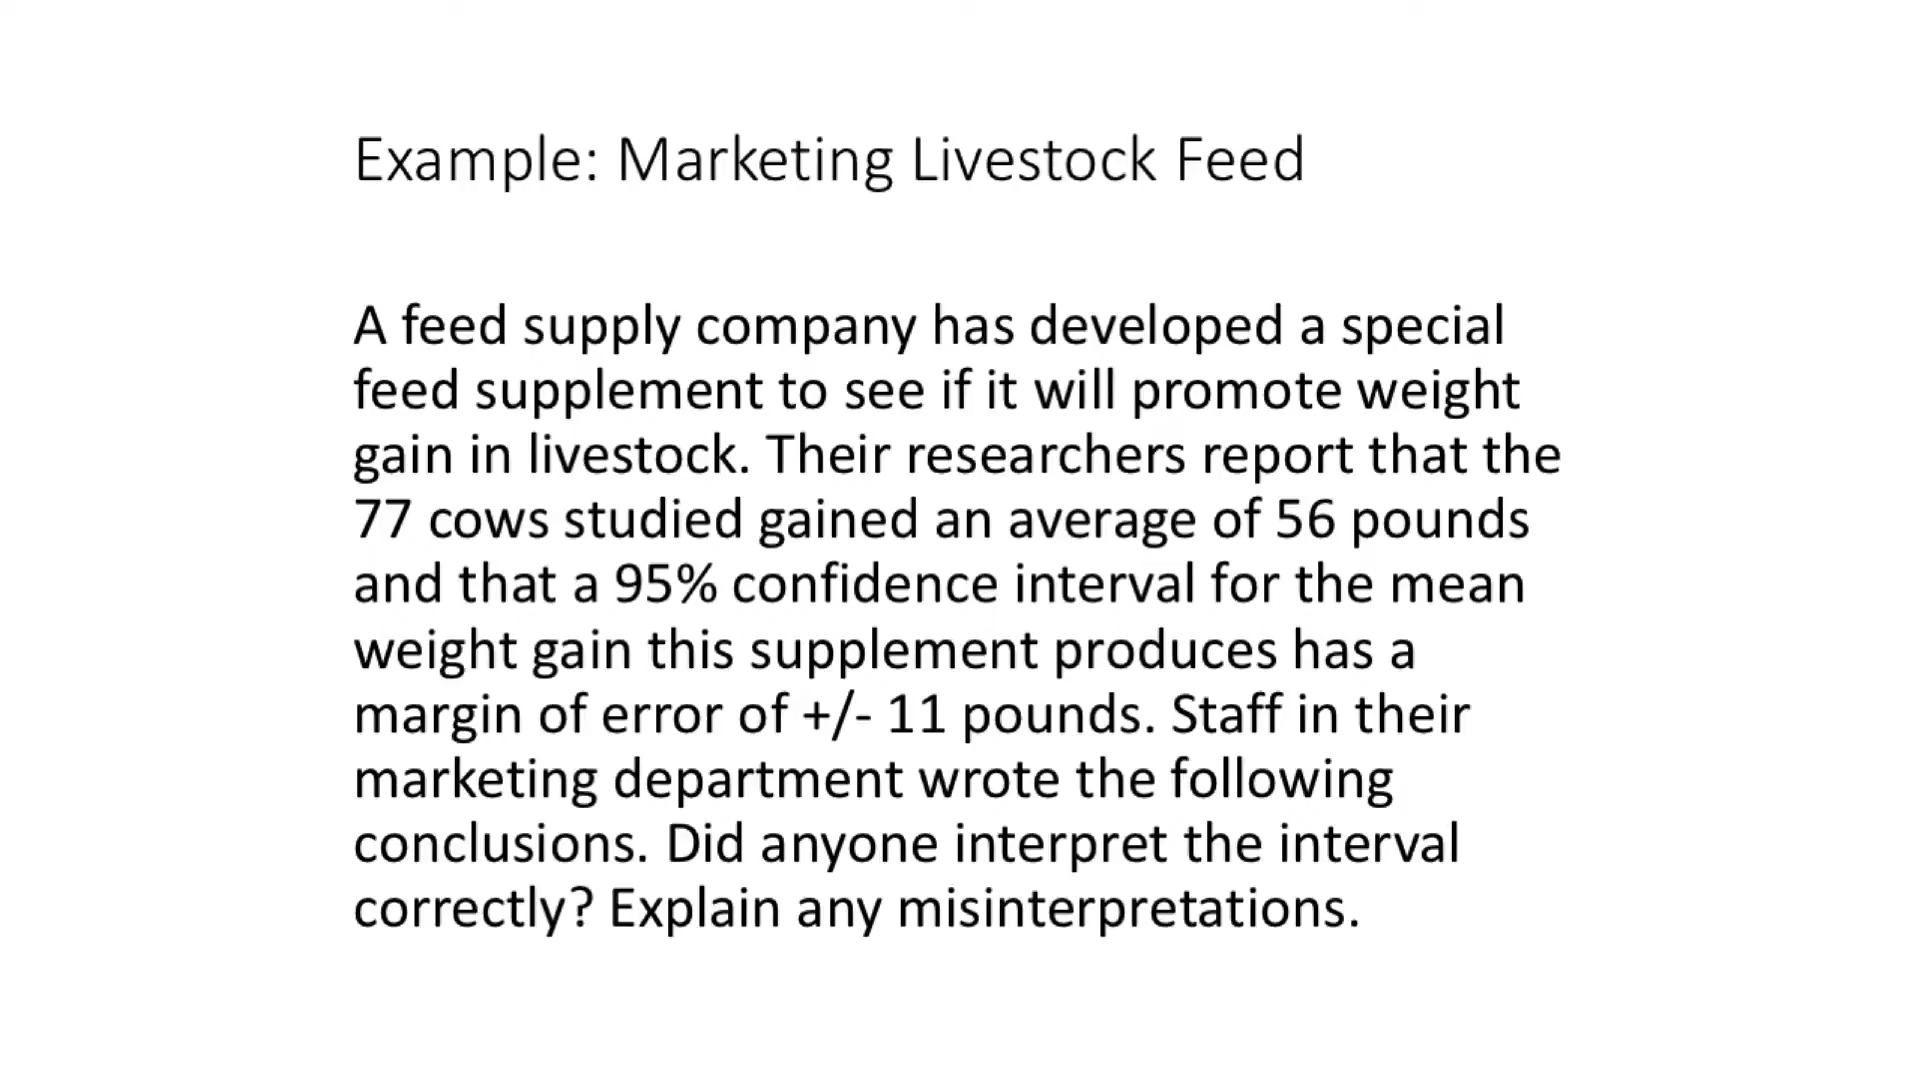 Example: Marketing Livestock Feed
A feed supply company has developed a special
feed supplement to see if it will promote weight
gain in livestock. Their researchers report that the
77 cows studied gained an average of 56 pounds
and that a 95% confidence interval for the mean
weight gain this supplement produces has a
margin of error of +/- 11 pounds. Staff in their
marketing department wrote the following
conclusions. Did anyone interpret the interval
correctly? Explain any misinterpretations.